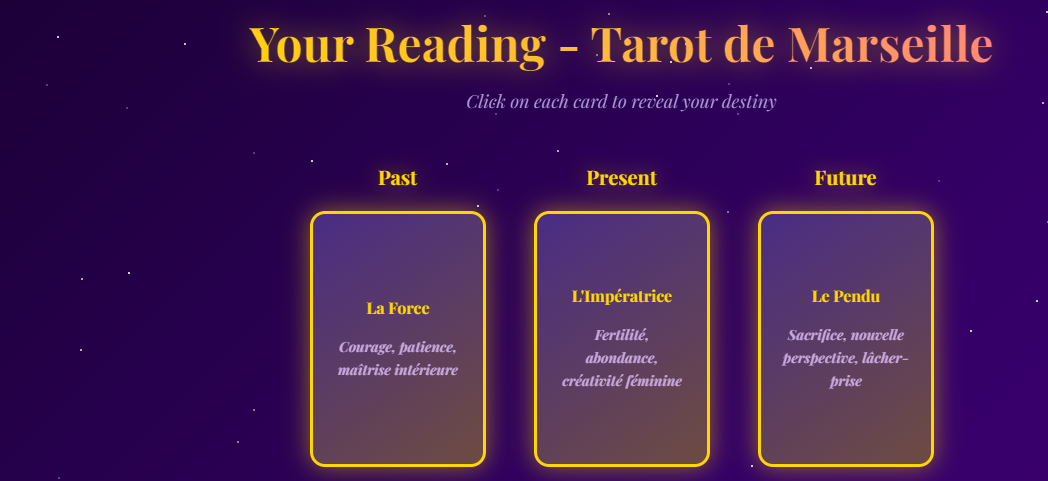 Your Reading - Tarot de Marseille
Click on each card to reveal your destiny
Past
Present
Future
La Force
Courage, patience,
maîtrise intérieure
L'Impératrice
Fertilité,
abondance,
créativité féminine
Le Pendu
Sacrifice, nouvelle
perspective, lâcher-
prise